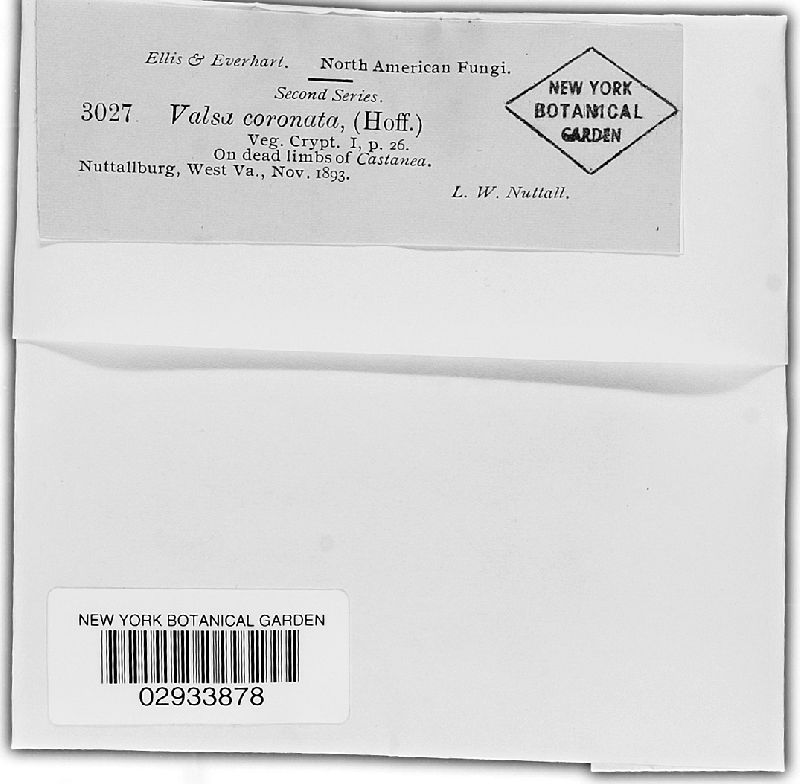 Ellis & Everhart. North American Fungi.
Second Series.
3027. Valsa coronata, (Hoff.)
Veg. Crypt. I, p. 26.
On dead limbs of Castanea.
Nuttallburg, West Va., Nov. 1893.
L. W. Nuttall.
NEW YORK
BOTANICAL
GARDEN
NEW YORK BOTANICAL GARDEN
02933878